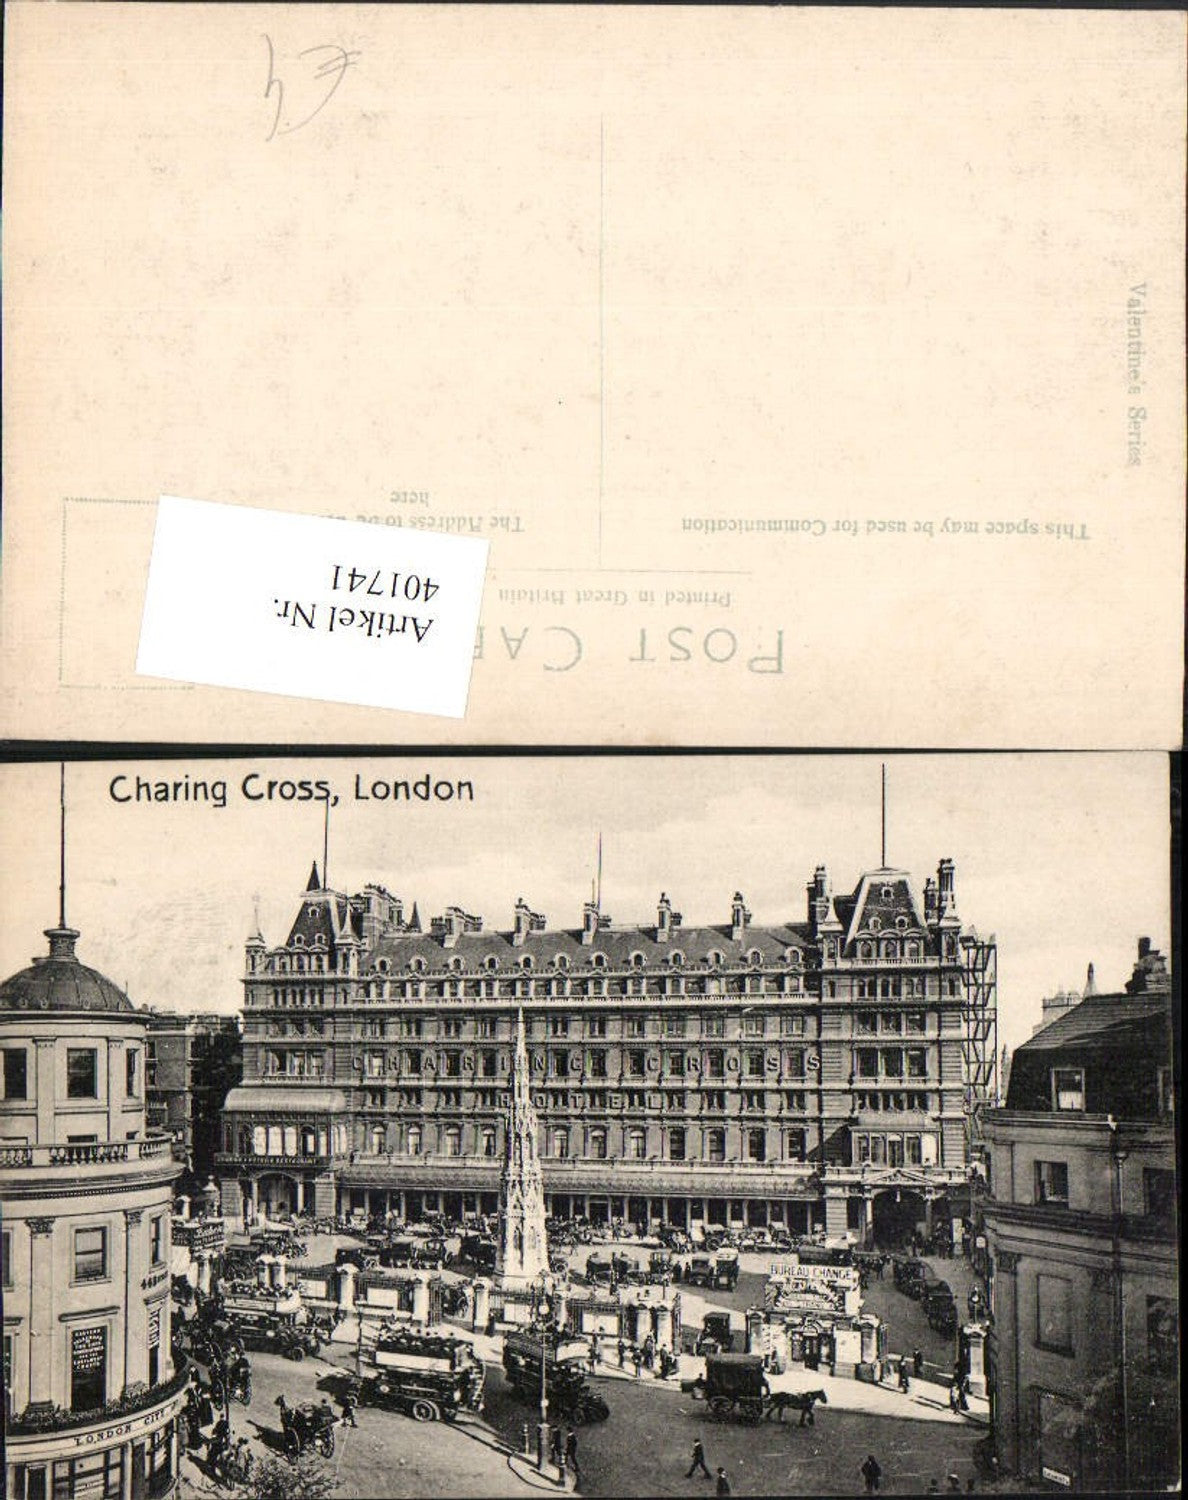 €4
Valentine's Series
here
The Address to be
This space may be used for Communication
Printed in Great Britain
POST CA
Artikel Nr.
401741
Charing Cross, London
CHARING CROSS
HOTEL
BUREAU CHANGE
LONDON CITY